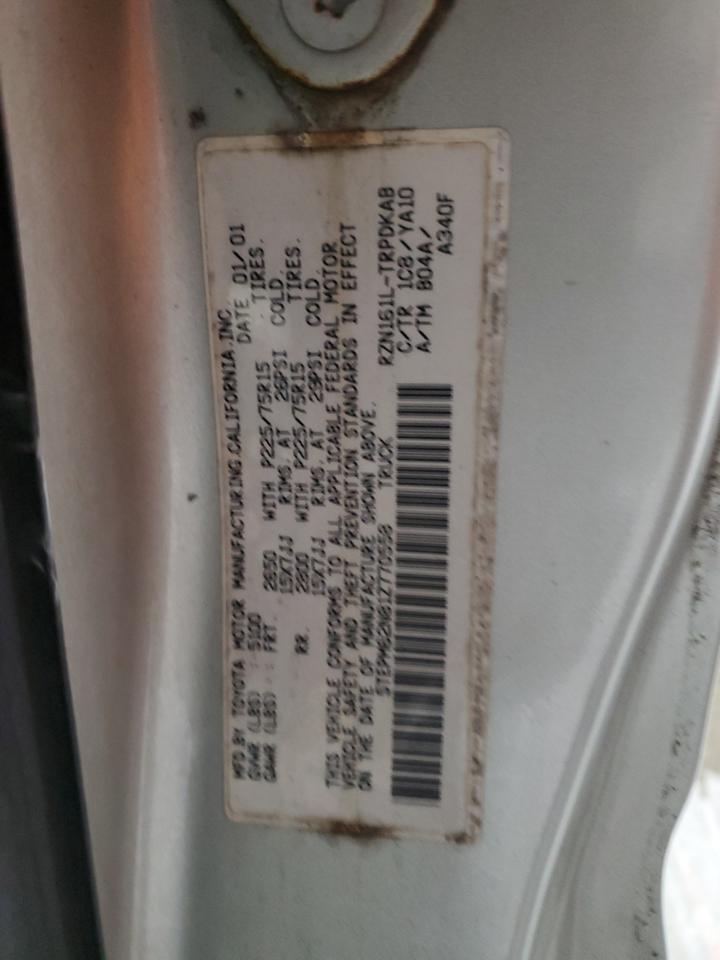 MFD.BY TOYOTA MOTOR MANUFACTURING.CALIFORNIA.INC.
GVWR (LBS) : 5100 DATE 01/01
GAWR (LBS) : FRT. 2650 WITH P225/75R15 TIRES.
15X7JJ RIMS. AT 26PSI COLD.
RR. 2800 WITH P225/75R15 TIRES.
15X7JJ RIMS. AT 29PSI COLD.
THIS VEHICLE CONFORMS TO ALL APPLICABLE FEDERAL MOTOR
VEHICLE SAFETY AND THEFT PREVENTION STANDARDS IN EFFECT
ON THE DATE OF MANUFACTURE SHOWN ABOVE.
5TEPM62N81Z770558 TRUCK
RZN161L-TRPDKAB
C/TR 1C8/YA10
A/TM B04A/
A340F